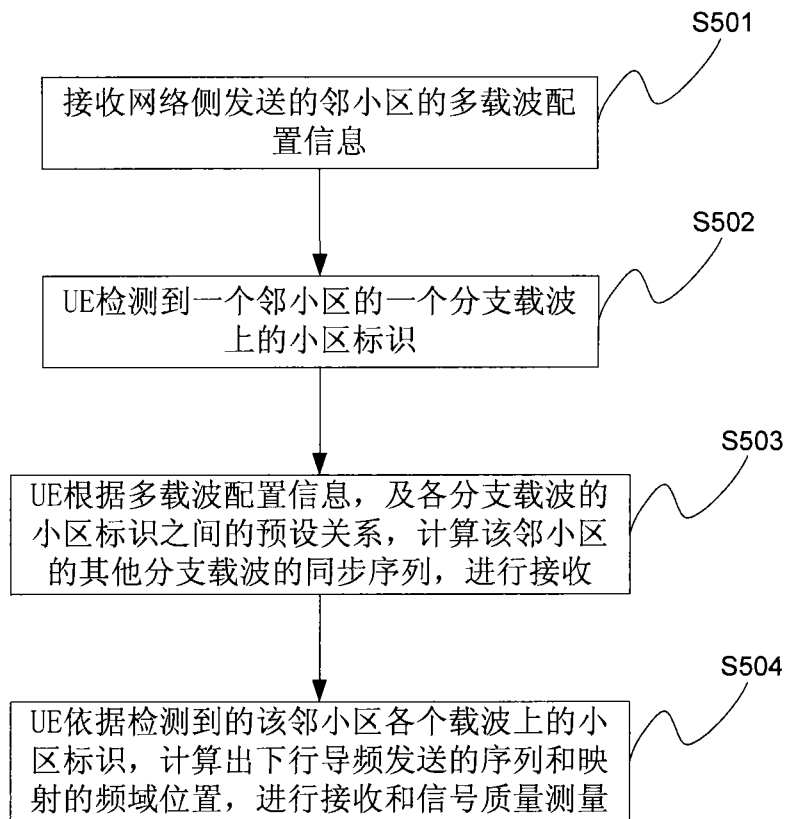 S501
接收网络侧发送的邻小区的多载波配
置信息
S502
UE检测到一个邻小区的一个分支载波
上的小区标识
S503
UE根据多载波配置信息，及各分支载波的
小区标识之间的预设关系，计算该邻小区
的其他分支载波的同步序列，进行接收
S504
UE依据检测到的该邻小区各个载波上的小
区标识，计算出下行导频发送的序列和映
射的频域位置，进行接收和信号质量测量